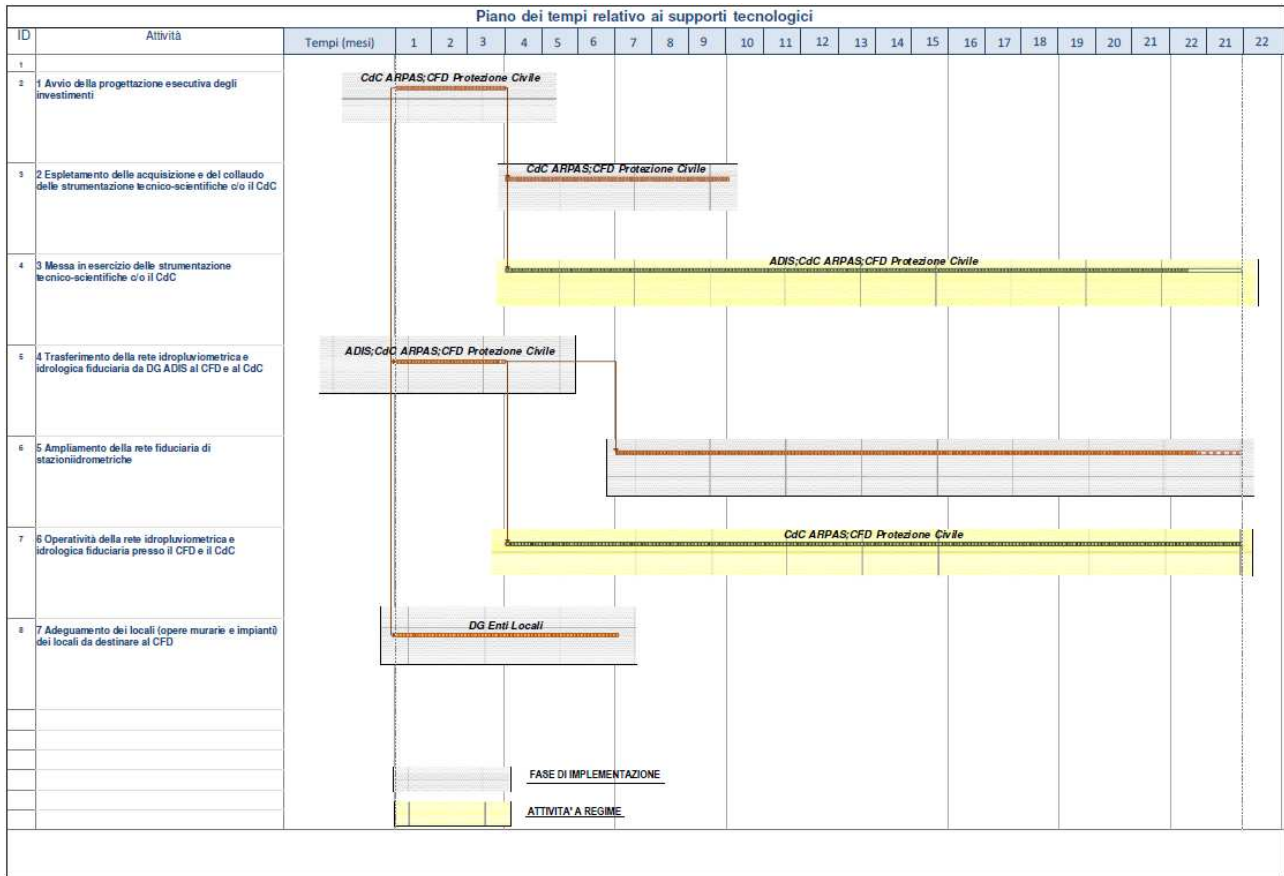 Piano dei tempi relativo ai supporti tecnologici
ID Attività Tempi (mesi) 1 2 3 4 5 6 7 8 9 10 11 12 13 14 15 16 17 18 19 20 21 22 21 22
1
2 1 Avvio della progettazione esecutiva degli
investimenti
CdC ARPAS;CFD Protezione Civile
3 2 Espletamento delle acquisizione e del collaudo
delle strumentazione tecnico-scientifiche c/o il CdC
CdC ARPAS;CFD Protezione Civile
4 3 Messa in esercizio delle strumentazione
tecnico-scientifiche c/o il CdC
ADIS;CdC ARPAS;CFD Protezione Civile
5 4 Trasferimento della rete idropluviometrica e
idrologica fiduciaria da DG ADIS al CFD e al CdC
ADIS;CdC ARPAS;CFD Protezione Civile
6 5 Ampliamento della rete fiduciaria di
stazioniidrometriche
7 6 Operatività della rete idropluviometrica e
idrologica fiduciaria presso il CFD e il CdC
CdC ARPAS;CFD Protezione Civile
8 7 Adeguamento dei locali (opere murarie e impianti)
dei locali da destinare al CFD
DG Enti Locali
FASE DI IMPLEMENTAZIONE
ATTIVITA' A REGIME